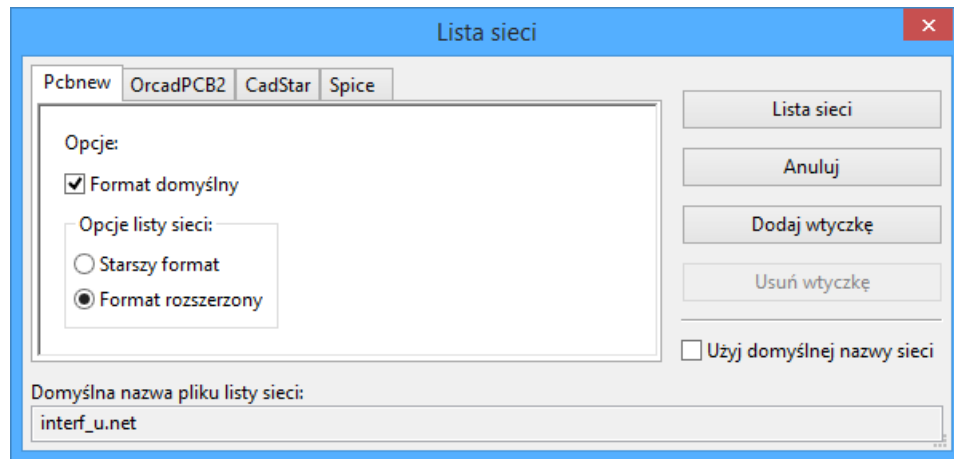 Lista sieci
Pcbnew OrcadPCB2 CadStar Spice
Opcje:
Format domyślny
Opcje listy sieci:
Starszy format
Format rozszerzony
Lista sieci
Anuluj
Dodaj wtyczkę
Usuń wtyczkę
Użyj domyślnej nazwy sieci
Domyślna nazwa pliku listy sieci:
interf_u.net